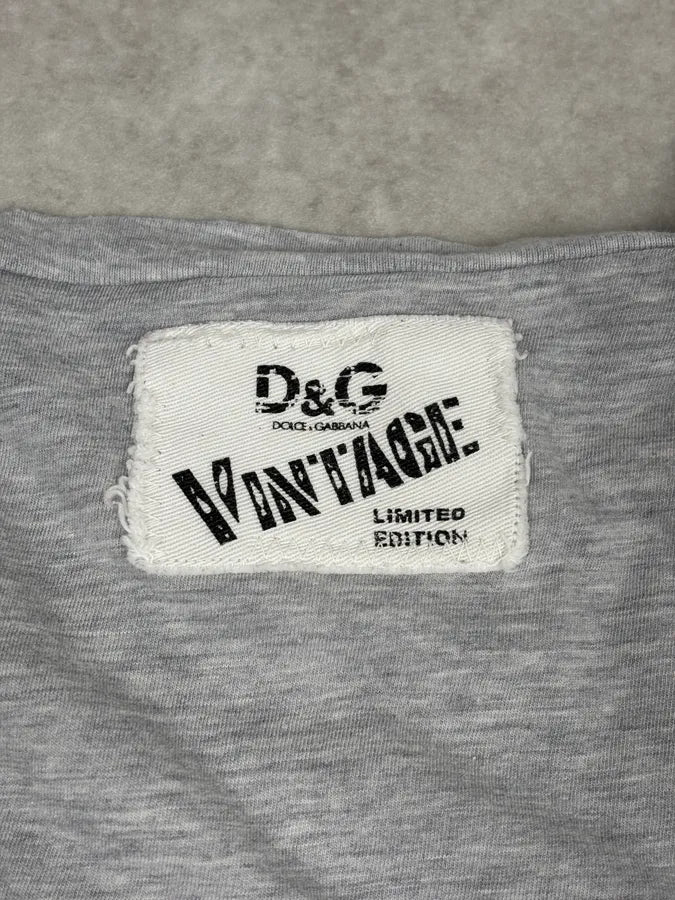 D&G
DOLCE & GABBANA
VINTAGE
LIMITED
EDITION